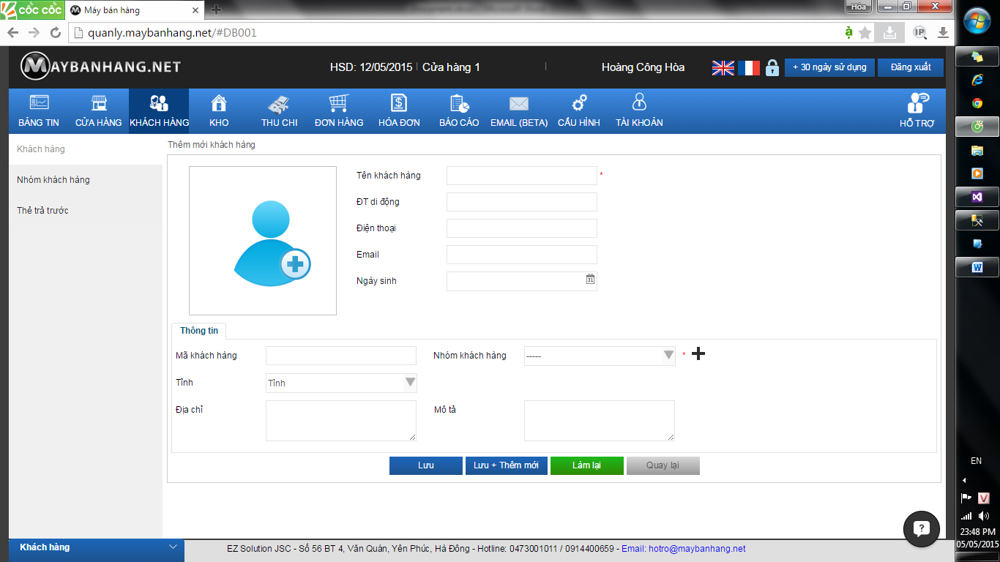 CỐC CỐC
Máy bán hàng
Hòa
quanly.maybanhang.net/#DB001
IP
MAYBANHANG.NET
HSD: 12/05/2015 | Cửa hàng 1 |
Hoàng Công Hòa
+ 30 ngày sử dụng
Đăng xuất
BẢNG TIN
CỬA HÀNG
KHÁCH HÀNG
KHO
THU CHI
ĐƠN HÀNG
HÓA ĐƠN
BÁO CÁO
EMAIL (BETA)
CẤU HÌNH
TÀI KHOẢN
HỖ TRỢ
Khách hàng
Nhóm khách hàng
Thẻ trả trước
Thêm mới khách hàng
Tên khách hàng *
ĐT di động
Điện thoại
Email
Ngày sinh
31
Thông tin
Mã khách hàng
Nhóm khách hàng ----- *
Tỉnh Tỉnh
Địa chỉ
Mô tả
Lưu
Lưu + Thêm mới
Làm lại
Quay lại
Khách hàng
EZ Solution JSC - Số 56 BT 4, Văn Quán, Yên Phúc, Hà Đông - Hotline: 0473001011 / 0914400659 - Email: hotro@maybanhang.net
EN
23:48 PM
05/05/2015